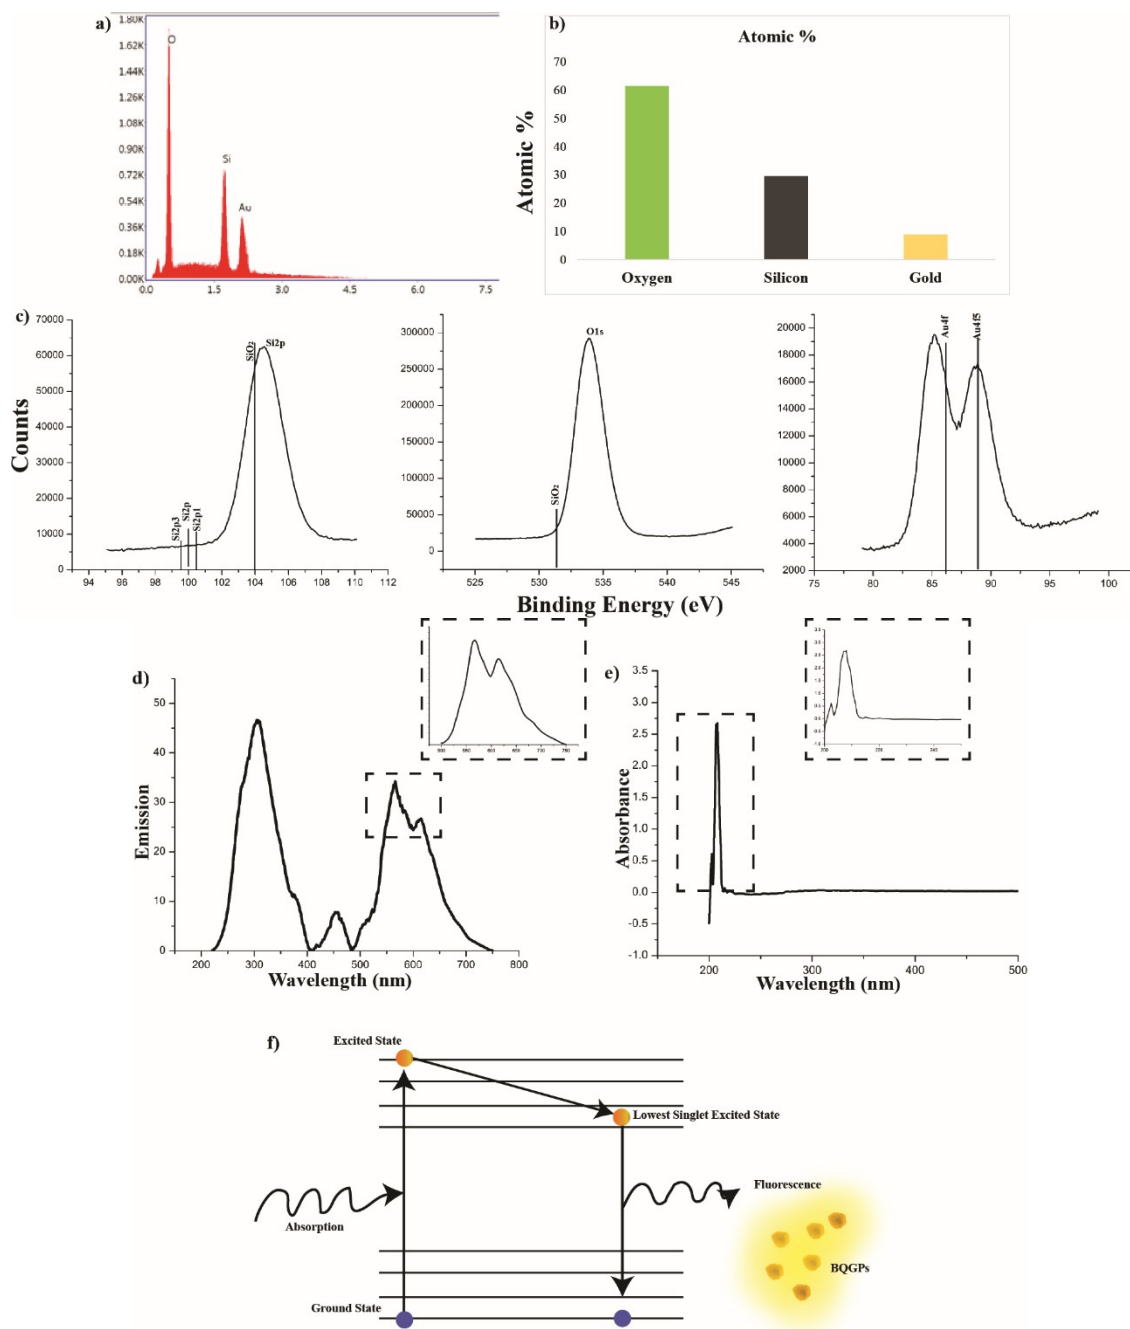 a)
1.80K
1.62K
1.44K
1.26K
1.08K
0.90K
0.72K
0.54K
0.36K
0.18K
0.00K
O
Si
Au
0.0 1.5 3.0 4.5 6.0 7.5
b)
Atomic %
Atomic %
70
60
50
40
30
20
10
0
Oxygen Silicon Gold
c)
Counts
70000
60000
50000
40000
30000
20000
10000
0
Si2p3
Si2p
Si2p1
SiO2
Si2p
94 96 98 100 102 104 106 108 110 112
300000
250000
200000
150000
100000
50000
0
SiO2
O1s
525 530 535 540 545
20000
18000
16000
14000
12000
10000
8000
6000
4000
2000
Au4f
Au4f5
75 80 85 90 95 100
Binding Energy (eV)
d)
Emission
50
40
30
20
10
0
200 300 400 500 600 700 800
Wavelength (nm)
e)
Absorbance
3.5
3.0
2.5
2.0
1.5
1.0
0.5
0.0
-0.5
-1.0
200 300 400 500
Wavelength (nm)
f)
Excited State
Lowest Singlet Excited State
Absorption
Fluorescence
BQGPs
Ground State